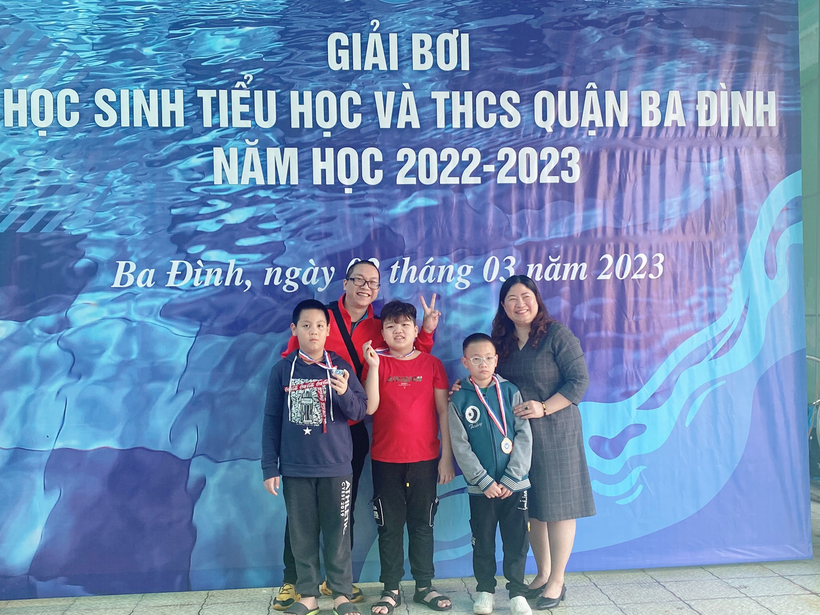 GIẢI BƠI
HỌC SINH TIỂU HỌC VÀ THCS QUẬN BA ĐÌNH
NĂM HỌC 2022-2023
Ba Đình, ngày tháng 03 năm 2023
ATHLETIC